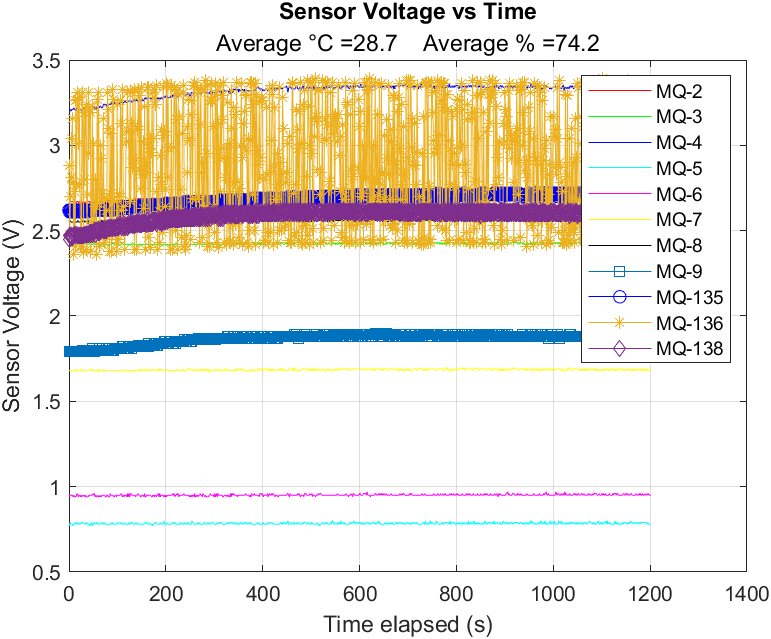 Sensor Voltage vs Time
Average °C =28.7 Average % =74.2
3.5
3
2.5
2
1.5
1
0.5
Sensor Voltage (V)
MQ-2
MQ-3
MQ-4
MQ-5
MQ-6
MQ-7
MQ-8
MQ-9
MQ-135
MQ-136
MQ-138
0 200 400 600 800 1000 1200 1400
Time elapsed (s)